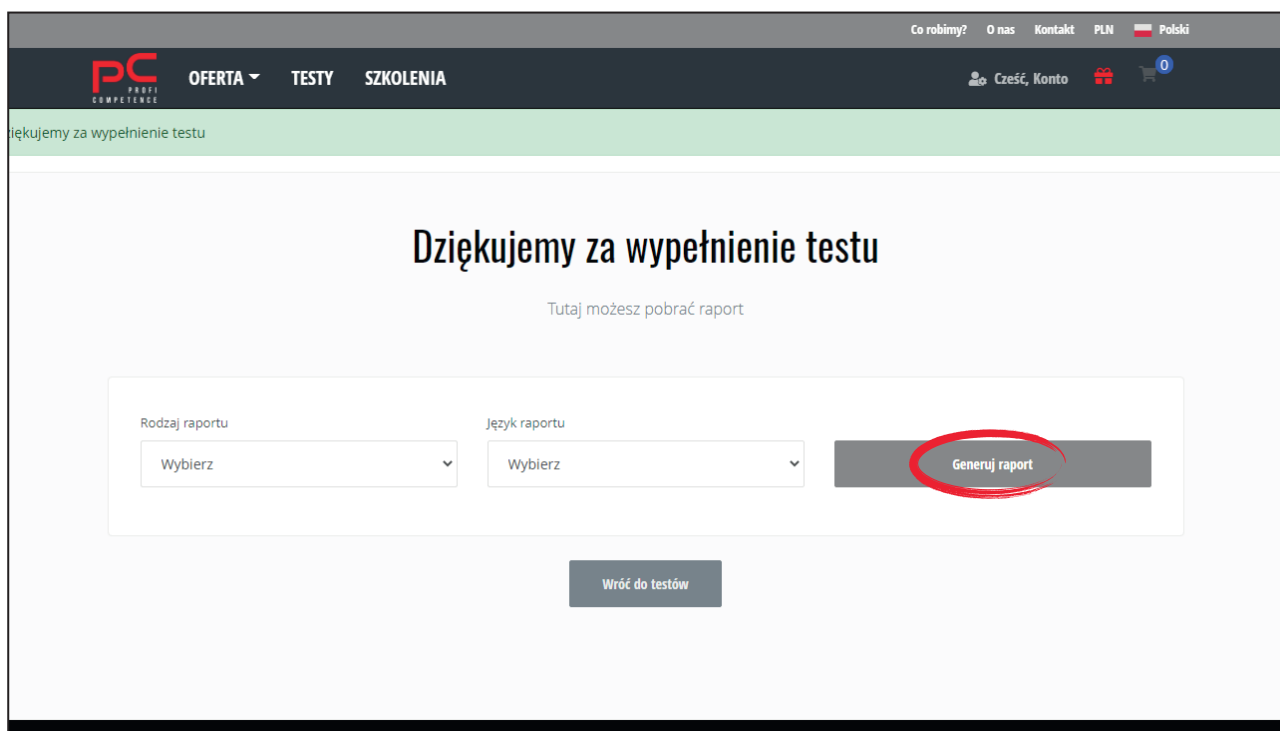 Co robimy? O nas Kontakt PLN Polski
PC PROFI COMPETENCE
OFERTA TESTY SZKOLENIA Cześć, Konto 0
iękujemy za wypełnienie testu
Dziękujemy za wypełnienie testu
Tutaj możesz pobrać raport
Rodzaj raportu Język raportu
Wybierz Wybierz Generuj raport
Wróć do testów